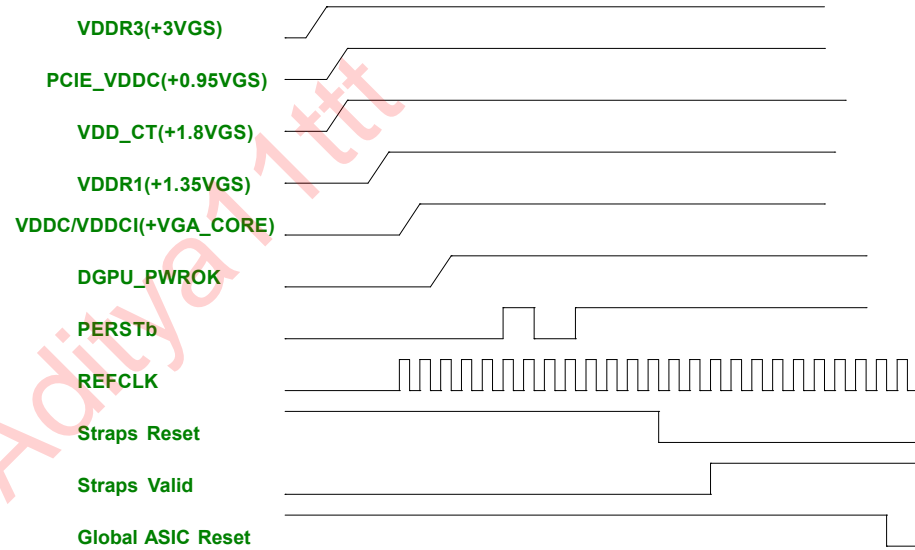 VDDR3(+3VGS)
PCIE_VDDC(+0.95VGS)
VDD_CT(+1.8VGS)
VDDR1(+1.35VGS)
VDDC/VDDCI(+VGA_CORE)
DGPU_PWROK
PERSTb
REFCLK
Straps Reset
Straps Valid
Global ASIC Reset
Aditya11ttt